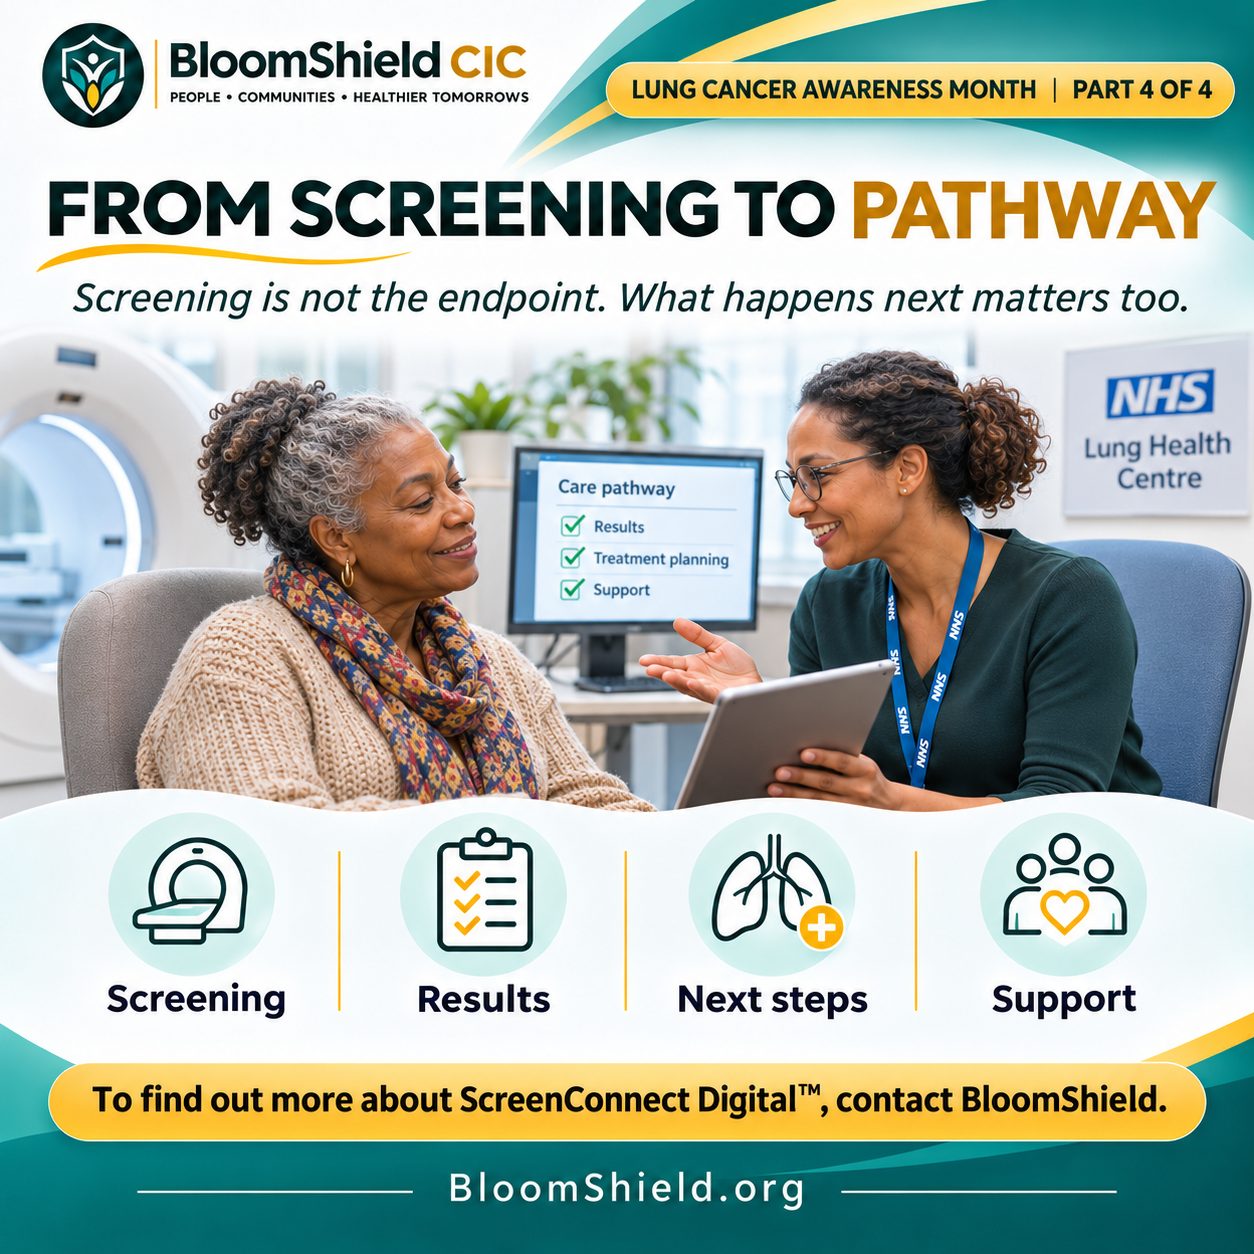 BloomShield CIC
PEOPLE • COMMUNITIES • HEALTHIER TOMORROWS
LUNG CANCER AWARENESS MONTH | PART 4 OF 4
FROM SCREENING TO PATHWAY
Screening is not the endpoint. What happens next matters too.
NHS
Lung Health
Centre
Care pathway
Results
Treatment planning
Support
NHS
NHS
NHS
NHS
NHS
NHS
Screening
Results
Next steps
Support
To find out more about ScreenConnect Digital™, contact BloomShield.
BloomShield.org